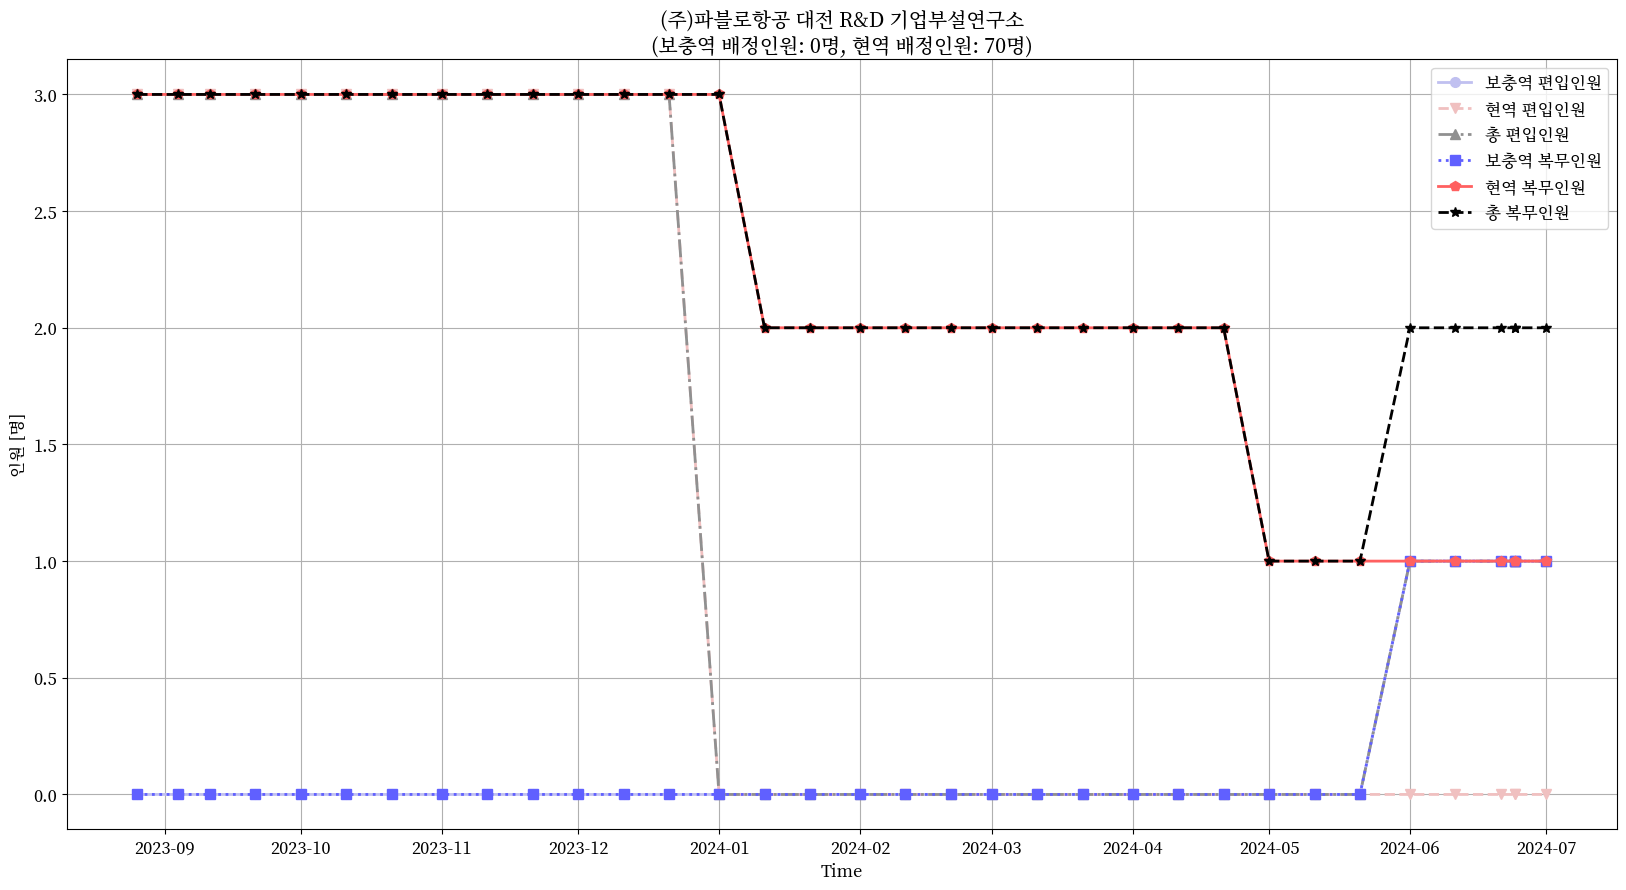 (주)파블로항공 대전 R&D 기업부설연구소
(보충역 배정인원: 0명, 현역 배정인원: 70명)
보충역 편입인원
현역 편입인원
총 편입인원
보충역 복무인원
현역 복무인원
총 복무인원
인원 [명]
3.0
2.5
2.0
1.5
1.0
0.5
0.0
2023-09 2023-10 2023-11 2023-12 2024-01 2024-02 2024-03 2024-04 2024-05 2024-06 2024-07
Time